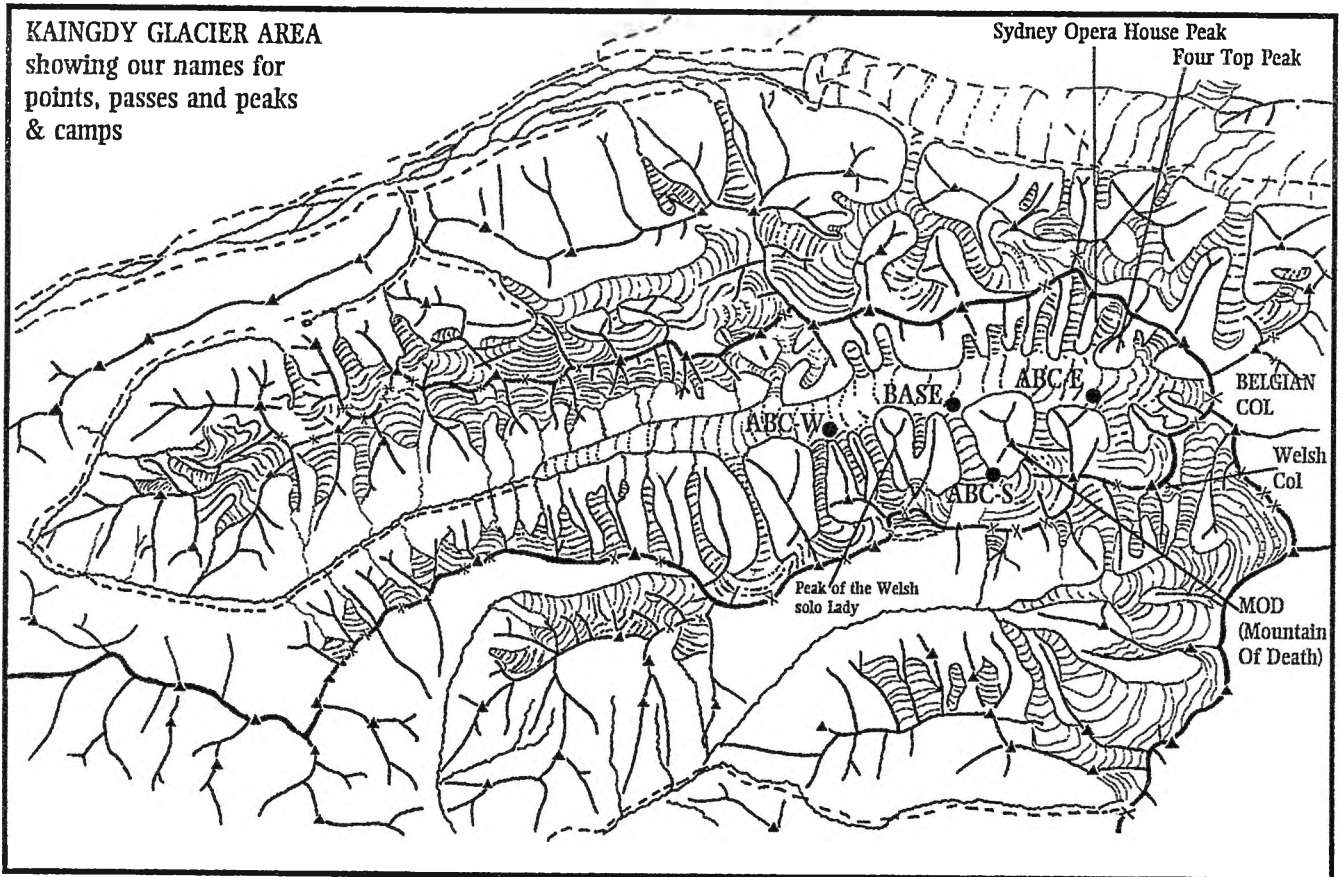 KAINGDY GLACIER AREA
showing our names for
points, passes and peaks
& camps
Sydney Opera House Peak
Four Top Peak
BELGIAN
COL
BASE
ABC-E
ABC-W
Welsh
Col
ABC-S
Peak of the Welsh
solo Lady
MOD
(Mountain
Of Death)